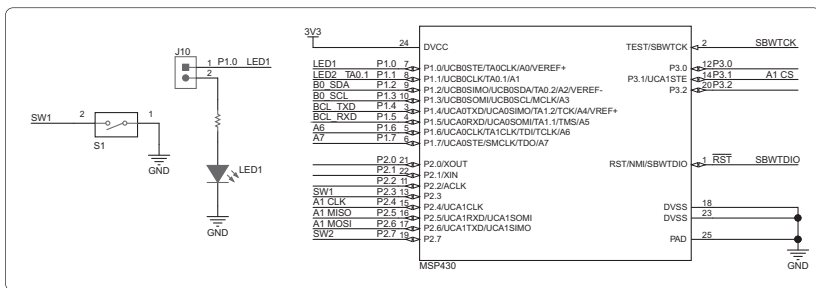 3V3
24 DVCC
TEST/SBWTCK 2 SBWTCK
J10
1 P1.0 LED1
2
LED1 P1.0 7 P1.0/UCB0STE/TA0CLK/A0/VEREF+
LED2 TA0.1 P1.1 8 P1.1/UCB0CLK/TA0.1/A1
B0 SDA P1.2 9 P1.2/UCB0SIMO/UCB0SDA/TA0.2/A2/VEREF-
B0 SCL P1.3 10 P1.3/UCB0SOMI/UCB0SCL/MCLK/A3
BCL TXD P1.4 3 P1.4/UCA0TXD/UCA0SIMO/TA1.2/TCK/A4/VREF+
BCL RXD P1.5 4 P1.5/UCA0RXD/UCA0SOMI/TA1.1/TMS/A5
A6 P1.6 5 P1.6/UCA0CLK/TA1CLK/TDI/TCLK/A6
A7 P1.7 6 P1.7/UCA0STE/SMCLK/TDO/A7
P3.0 12 P3.0
P3.1/UCA1STE 14 P3.1 A1 CS
P3.2 20 P3.2
SW1 2 1
S1
GND
LED1
GND
P2.0 21 P2.0/XOUT
P2.1 22 P2.1/XIN
P2.2 11 P2.2/ACLK
SW1 P2.3 13 P2.3
A1 CLK P2.4 15 P2.4/UCA1CLK
A1 MISO P2.5 16 P2.5/UCA1RXD/UCA1SOMI
A1 MOSI P2.6 17 P2.6/UCA1TXD/UCA1SIMO
SW2 P2.7 19 P2.7
RST/NMI/SBWTDIO 1 RST SBWTDIO
DVSS 18
DVSS 23
PAD 25
GND
MSP430